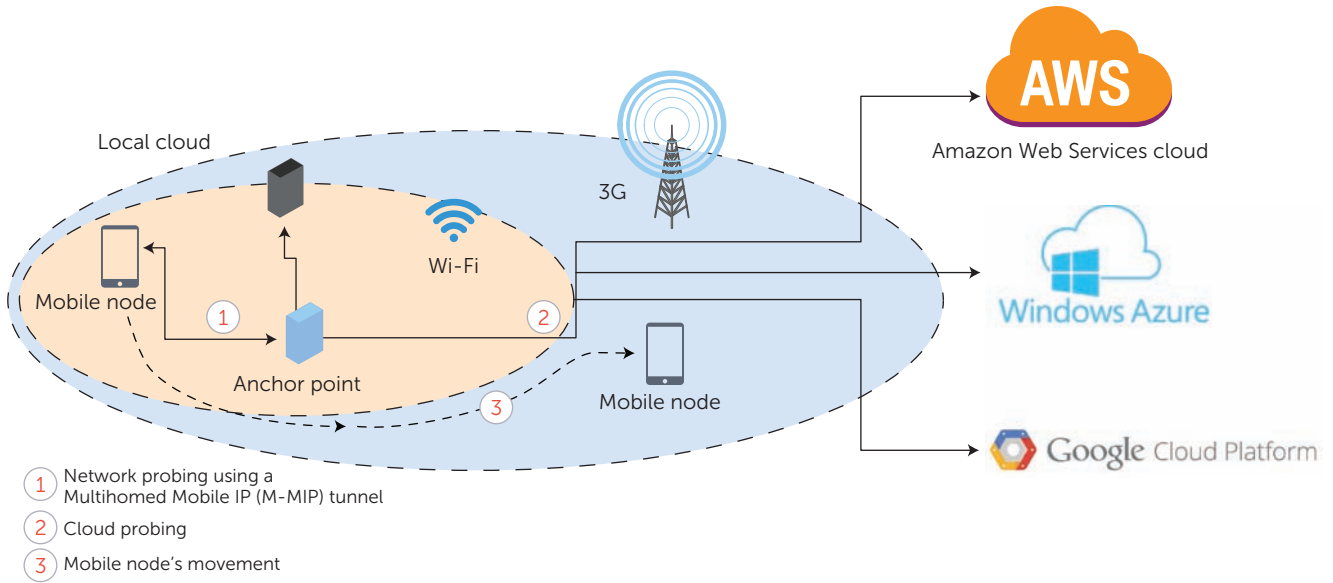 AWS
Amazon Web Services cloud
Local cloud
3G
Wi-Fi
Mobile node
1
2
Windows Azure
Anchor point
3
Mobile node
Google Cloud Platform
1 Network probing using a
Multihomed Mobile IP (M-MIP) tunnel
2 Cloud probing
3 Mobile node's movement